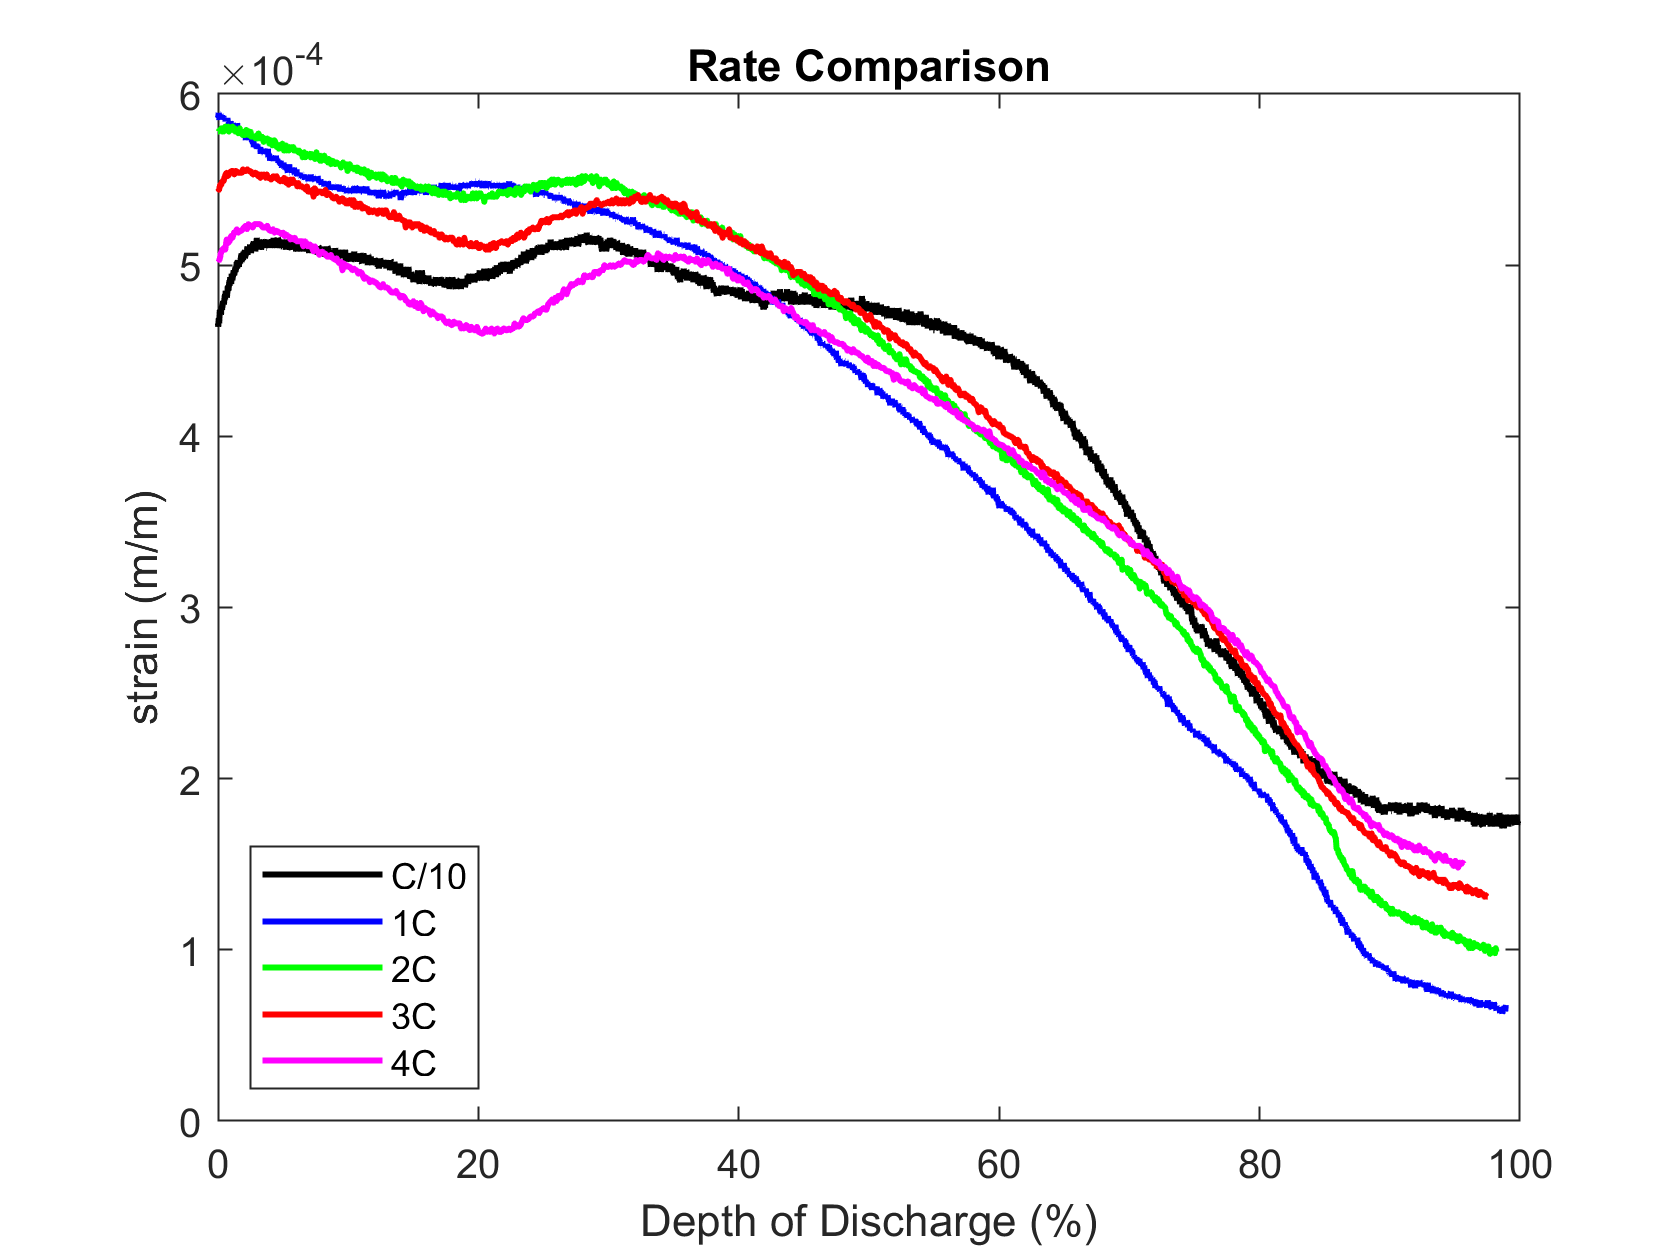 Rate Comparison
×10-4
6
5
4
3
2
1
0
strain (m/m)
C/10
1C
2C
3C
4C
0 20 40 60 80 100
Depth of Discharge (%)